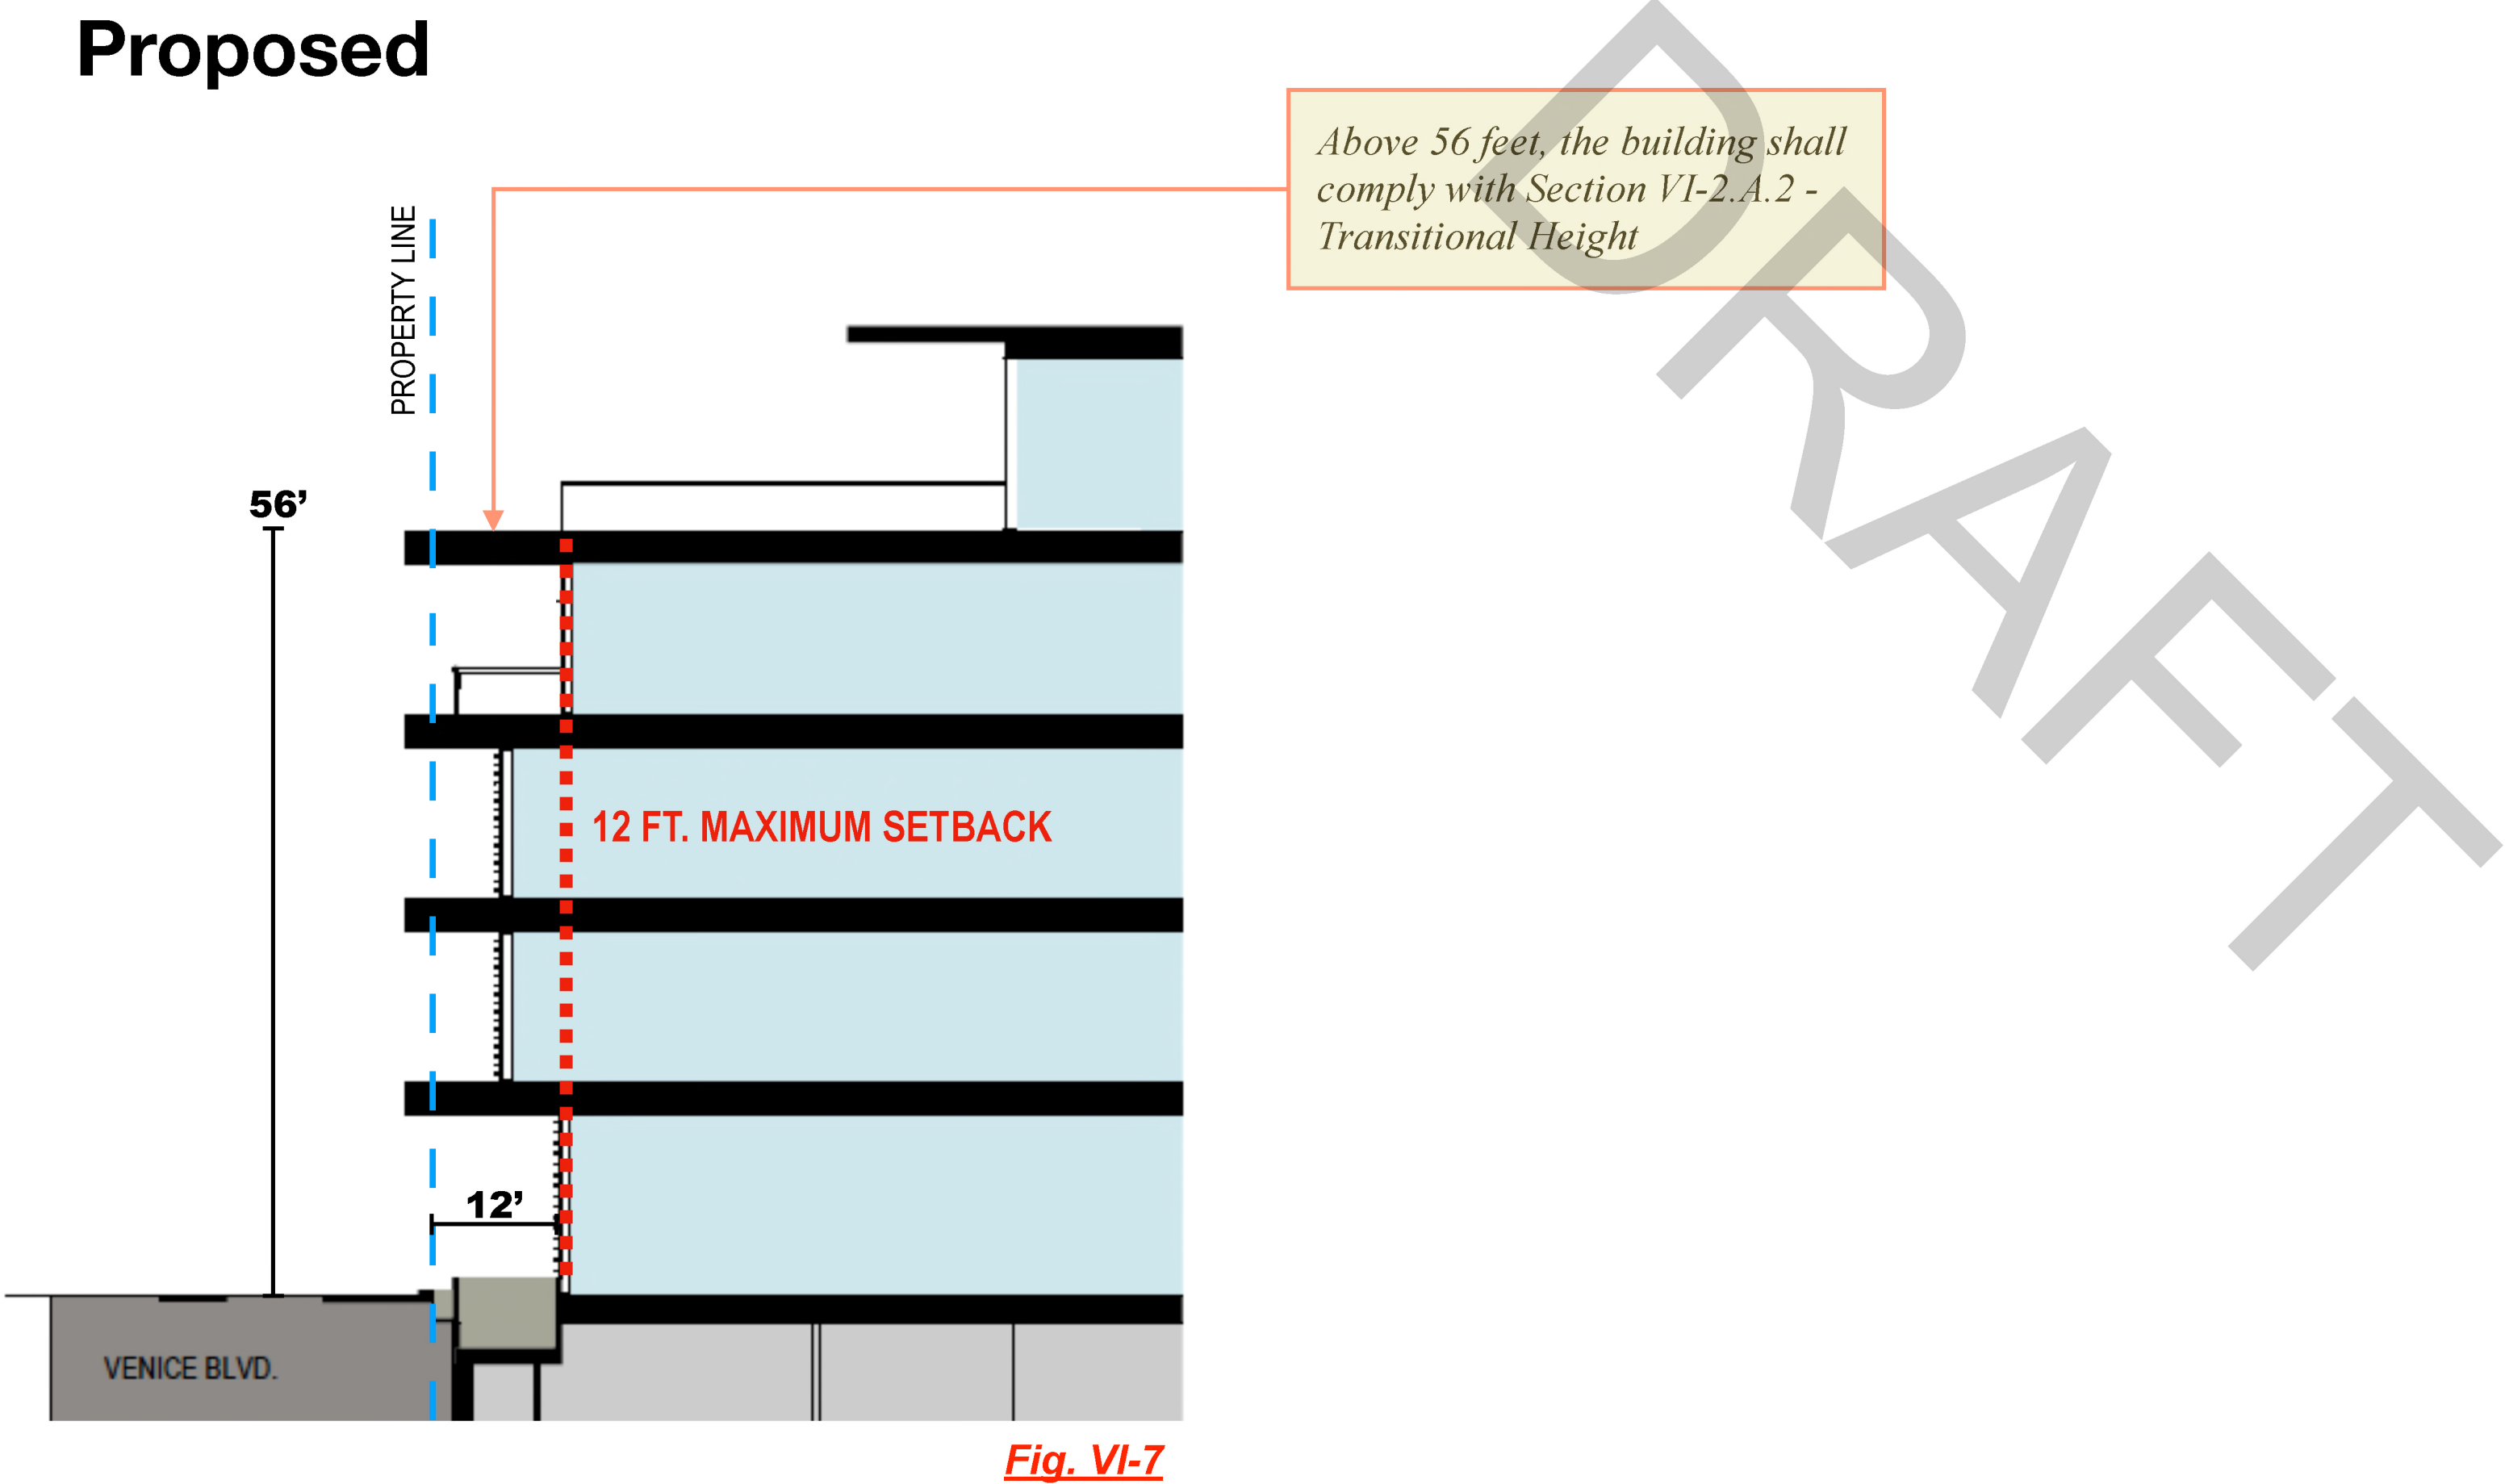 Proposed
Above 56 feet, the building shall
comply with Section VI-2.A.2 -
Transitional Height
PROPERTY LINE
56’
12 FT. MAXIMUM SETBACK
12’
VENICE BLVD.
Fig. VI-7
DRAFT